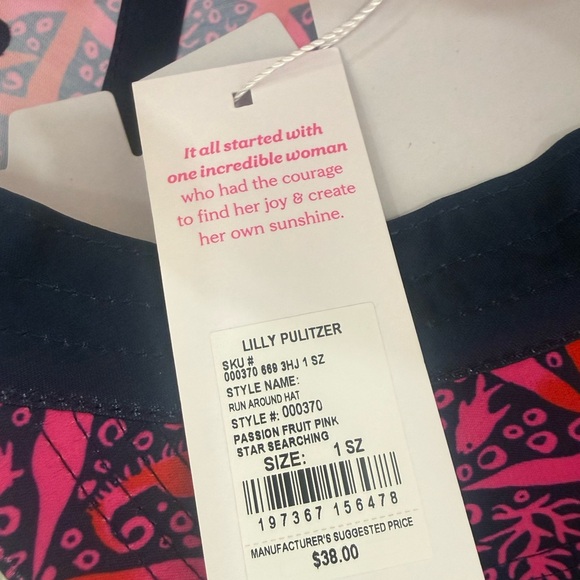 It all started with
one incredible woman
who had the courage
to find her joy & create
her own sunshine.
LILLY PULITZER
SKU #
000370 669 3HJ 1 SZ
STYLE NAME:
RUN AROUND HAT
STYLE #: 000370
PASSION FRUIT PINK
STAR SEARCHING
SIZE: 1 SZ
197367 156478
MANUFACTURER'S SUGGESTED PRICE
$38.00